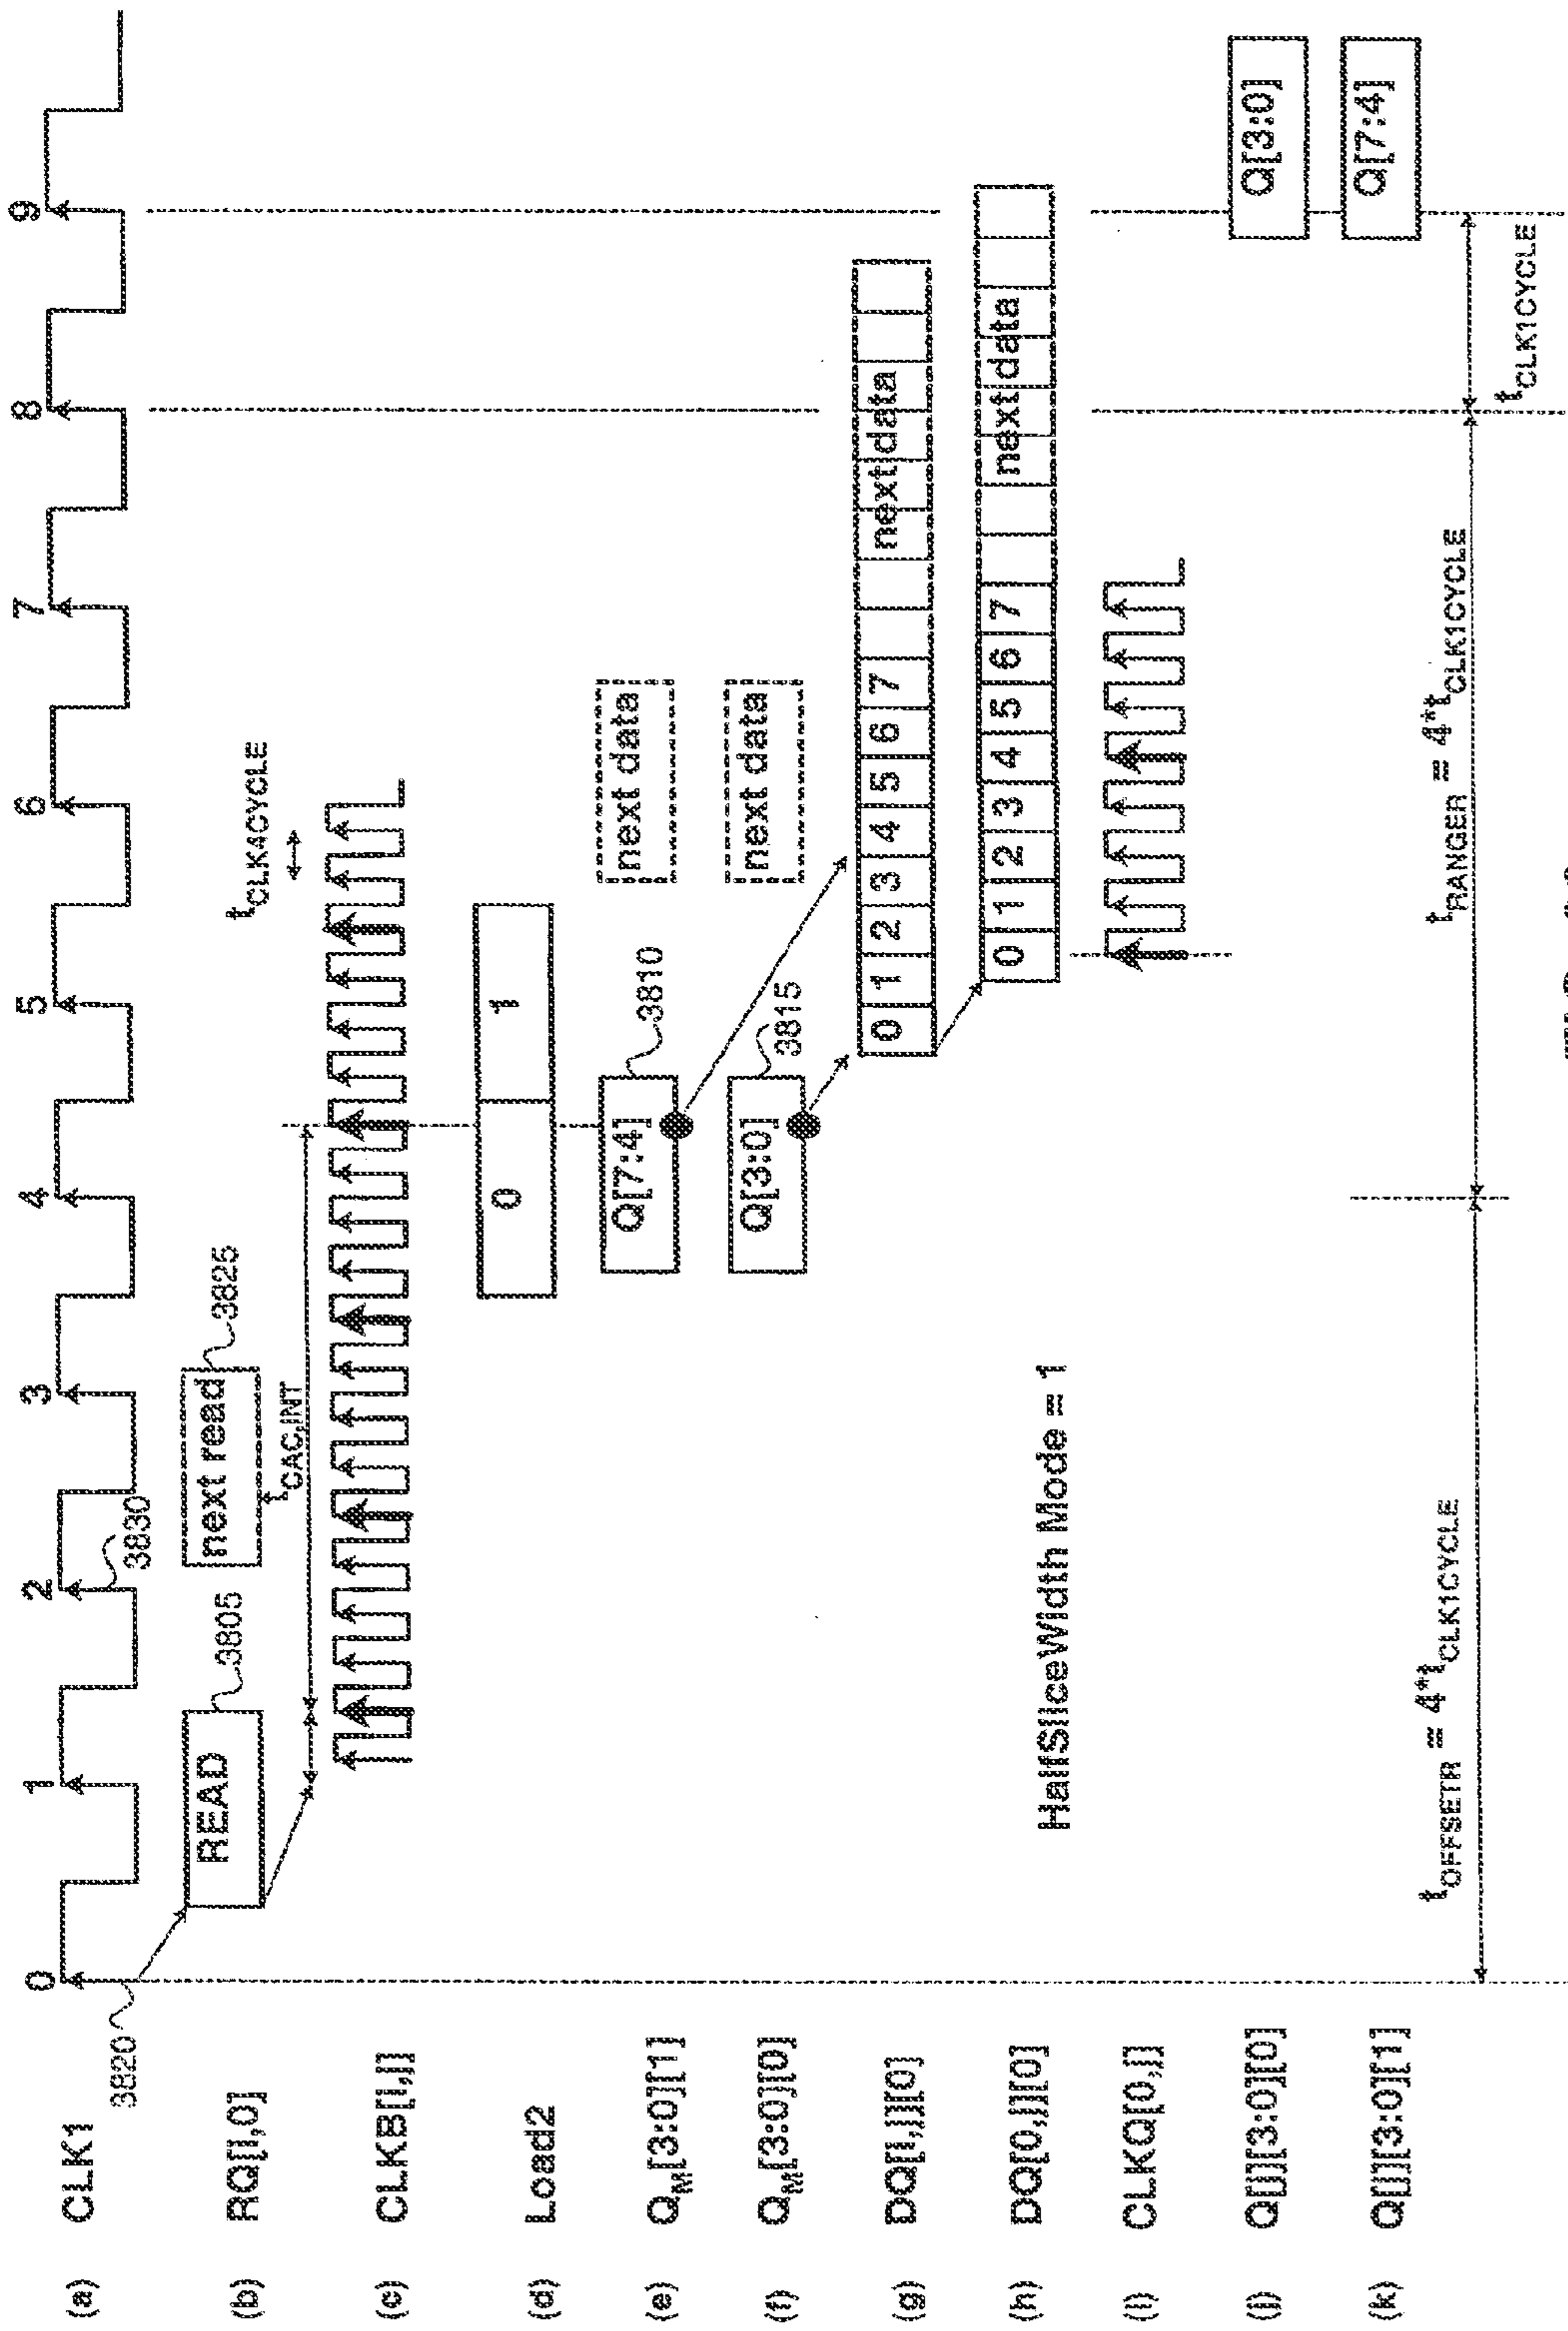 0 1 2 3 4 5 6 7 8 9
(a) CLK1
3820
3830
(b) RQ[i,0]
READ
3805
next read
3825
tCAC,INT
tCLK4CYCLE
(c) CLKB[i,j]
(d) Load2
0 1
(e) QM[3:0][1]
Q[7:4]
3810
next data
(f) QM[3:0][0]
Q[3:0]
3815
next data
(g) DQ[i,j][0]
0 1 2 3 4 5 6 7
next data
(h) DQ[0,j][0]
0 1 2 3 4 5 6 7
next data
HalfSliceWidth Mode = 1
(i) CLKQ[0,j]
(j) Q[j][3:0][0]
Q[3:0]
(k) Q[j][3:0][1]
Q[7:4]
tOFFSETR = 4*tCLK1CYCLE
tRANGER = 4*tCLK1CYCLE
tCLK1CYCLE